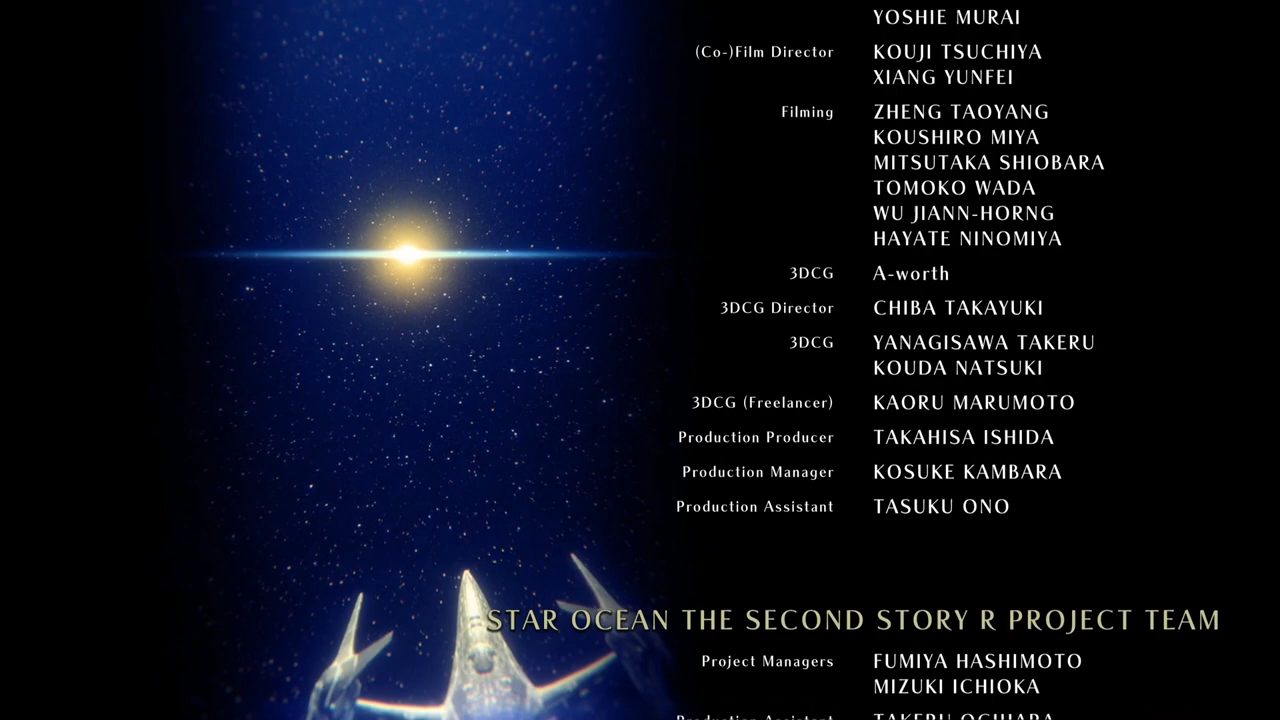 YOSHIE MURAI
(Co-)Film Director KOUJI TSUCHIYA
XIANG YUNFEI
Filming ZHENG TAOYANG
KOUSHIRO MIYA
MITSUTAKA SHIOBARA
TOMOKO WADA
WU JIANN-HORNG
HAYATE NINOMIYA
3DCG A-worth
3DCG Director CHIBA TAKAYUKI
3DCG YANAGISAWA TAKERU
KOUDA NATSUKI
3DCG (Freelancer) KAORU MARUMOTO
Production Producer TAKAHISA ISHIDA
Production Manager KOSUKE KAMBARA
Production Assistant TASUKU ONO
STAR OCEAN THE SECOND STORY R PROJECT TEAM
Project Managers FUMIYA HASHIMOTO
MIZUKI ICHIOKA
Production Assistant TAKERU